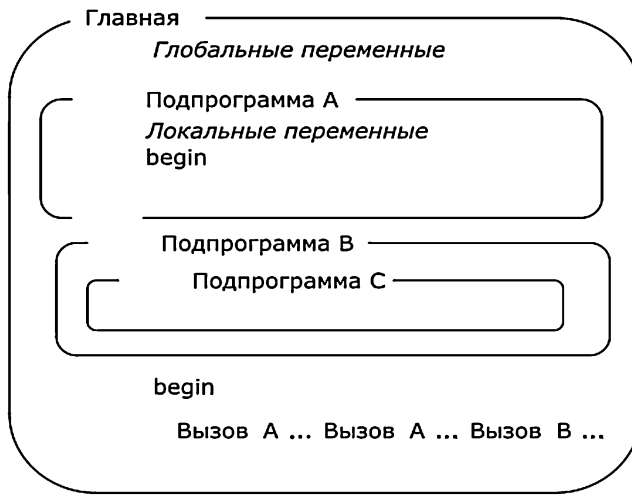 Главная
Глобальные переменные
Подпрограмма А
Локальные переменные
begin
Подпрограмма В
Подпрограмма С
begin
Вызов А ... Вызов А ... Вызов В ...